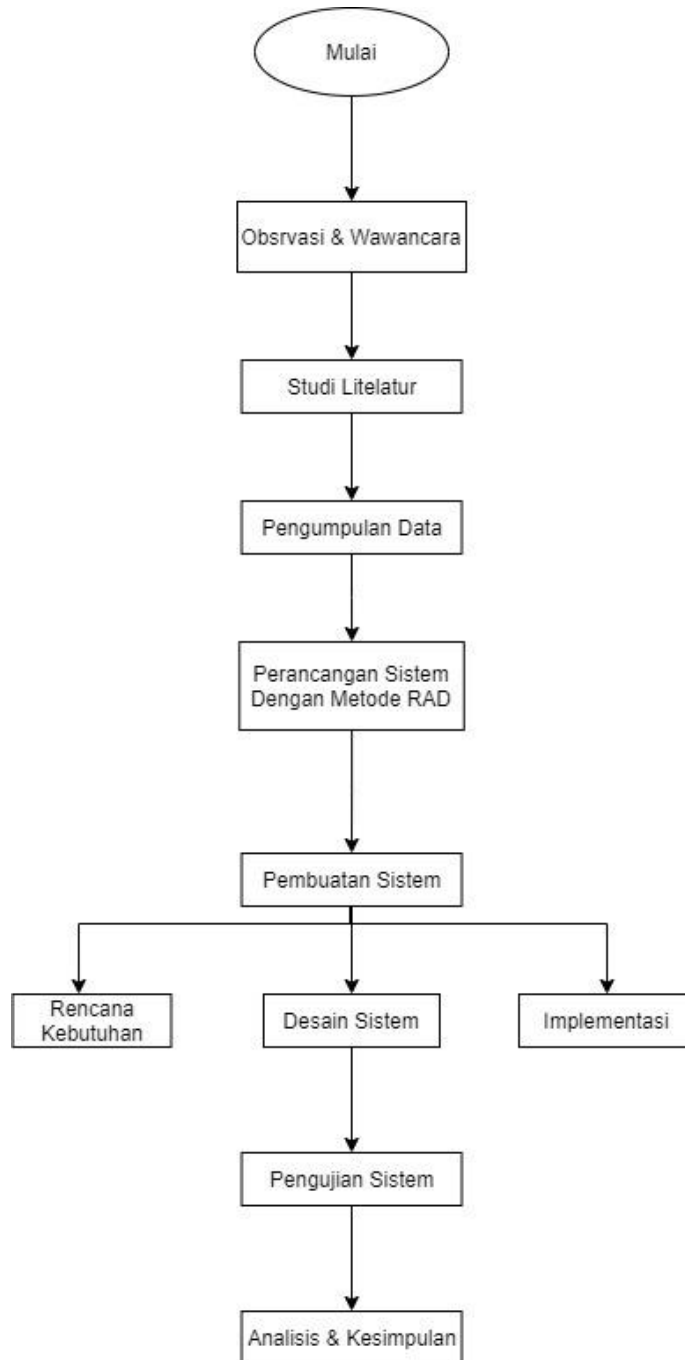 Mulai
Obsrvasi & Wawancara
Studi Litelatur
Pengumpulan Data
Perancangan Sistem
Dengan Metode RAD
Pembuatan Sistem
Rencana
Kebutuhan
Desain Sistem
Implementasi
Pengujian Sistem
Analisis & Kesimpulan